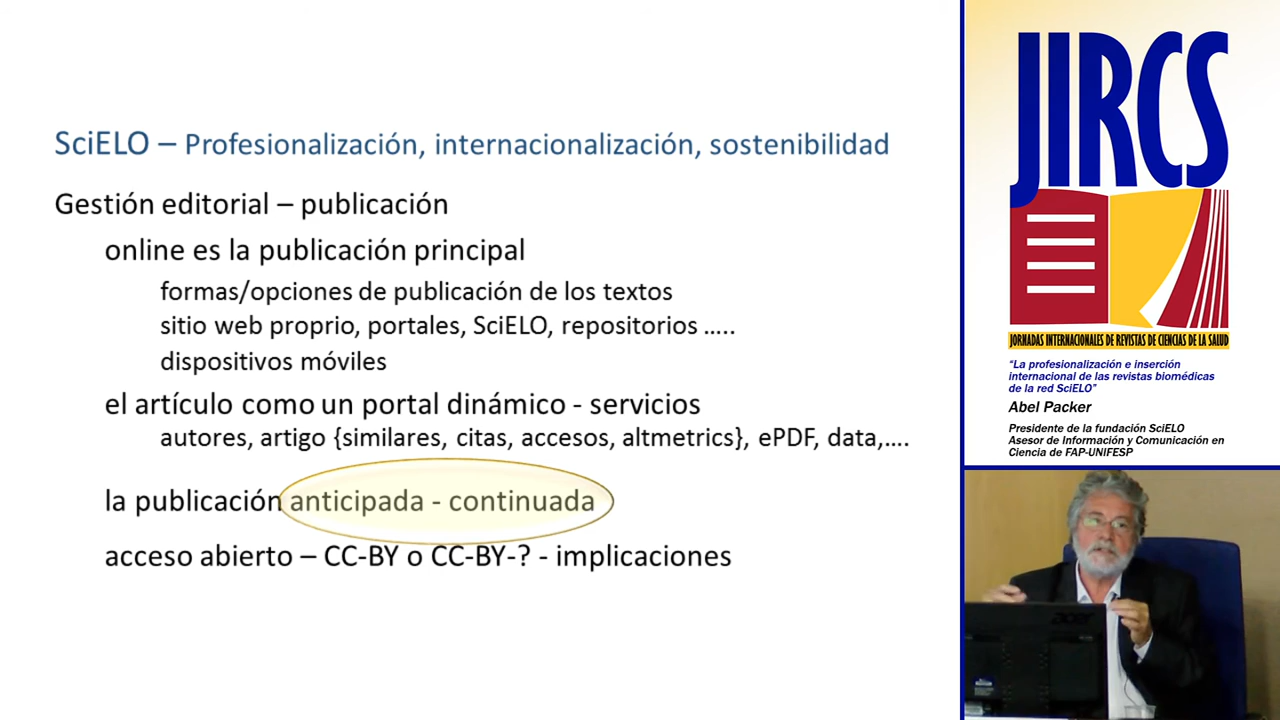 SciELO – Profesionalización, internacionalización, sostenibilidad
Gestión editorial – publicación
online es la publicación principal
formas/opciones de publicación de los textos
sitio web proprio, portales, SciELO, repositorios …..
dispositivos móviles
el artículo como un portal dinámico - servicios
autores, artigo {similares, citas, accesos, altmetrics}, ePDF, data,….
la publicación anticipada - continuada
acceso abierto – CC-BY o CC-BY-? - implicaciones
JIRCS
JORNADAS INTERNACIONALES DE REVISTAS DE CIENCIAS DE LA SALUD
“La profesionalización e inserción
internacional de las revistas biomédicas
de la red SciELO”
Abel Packer
Presidente de la fundación SciELO
Asesor de Información y Comunicación en
Ciencia de FAP-UNIFESP
acer